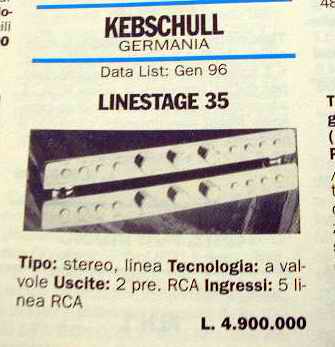 KEBSCHULL
GERMANIA
Data List: Gen 96
LINESTAGE 35
Tipo: stereo, linea Tecnologia: a val-
vole Uscite: 2 pre. RCA Ingressi: 5 li-
nea RCA
L. 4.900.000